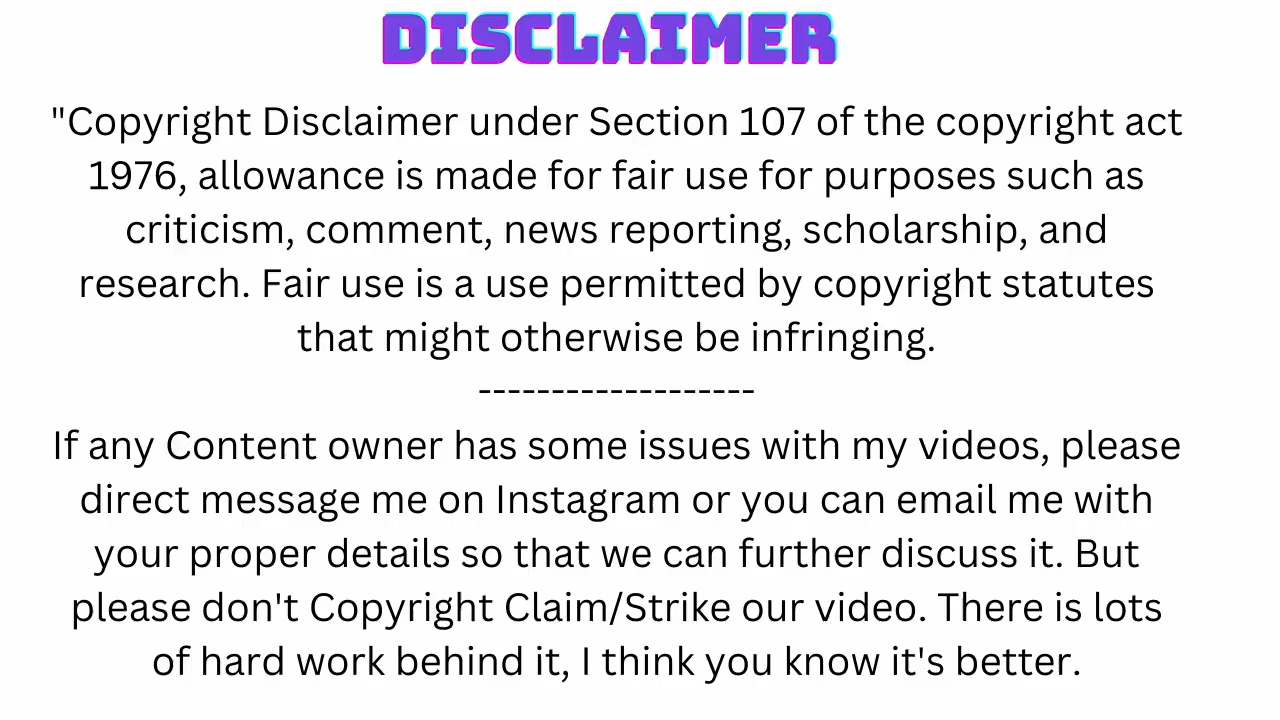 DISCLAIMER
"Copyright Disclaimer under Section 107 of the copyright act
1976, allowance is made for fair use for purposes such as
criticism, comment, news reporting, scholarship, and
research. Fair use is a use permitted by copyright statutes
that might otherwise be infringing.
-------------------
If any Content owner has some issues with my videos, please
direct message me on Instagram or you can email me with
your proper details so that we can further discuss it. But
please don't Copyright Claim/Strike our video. There is lots
of hard work behind it, I think you know it's better.